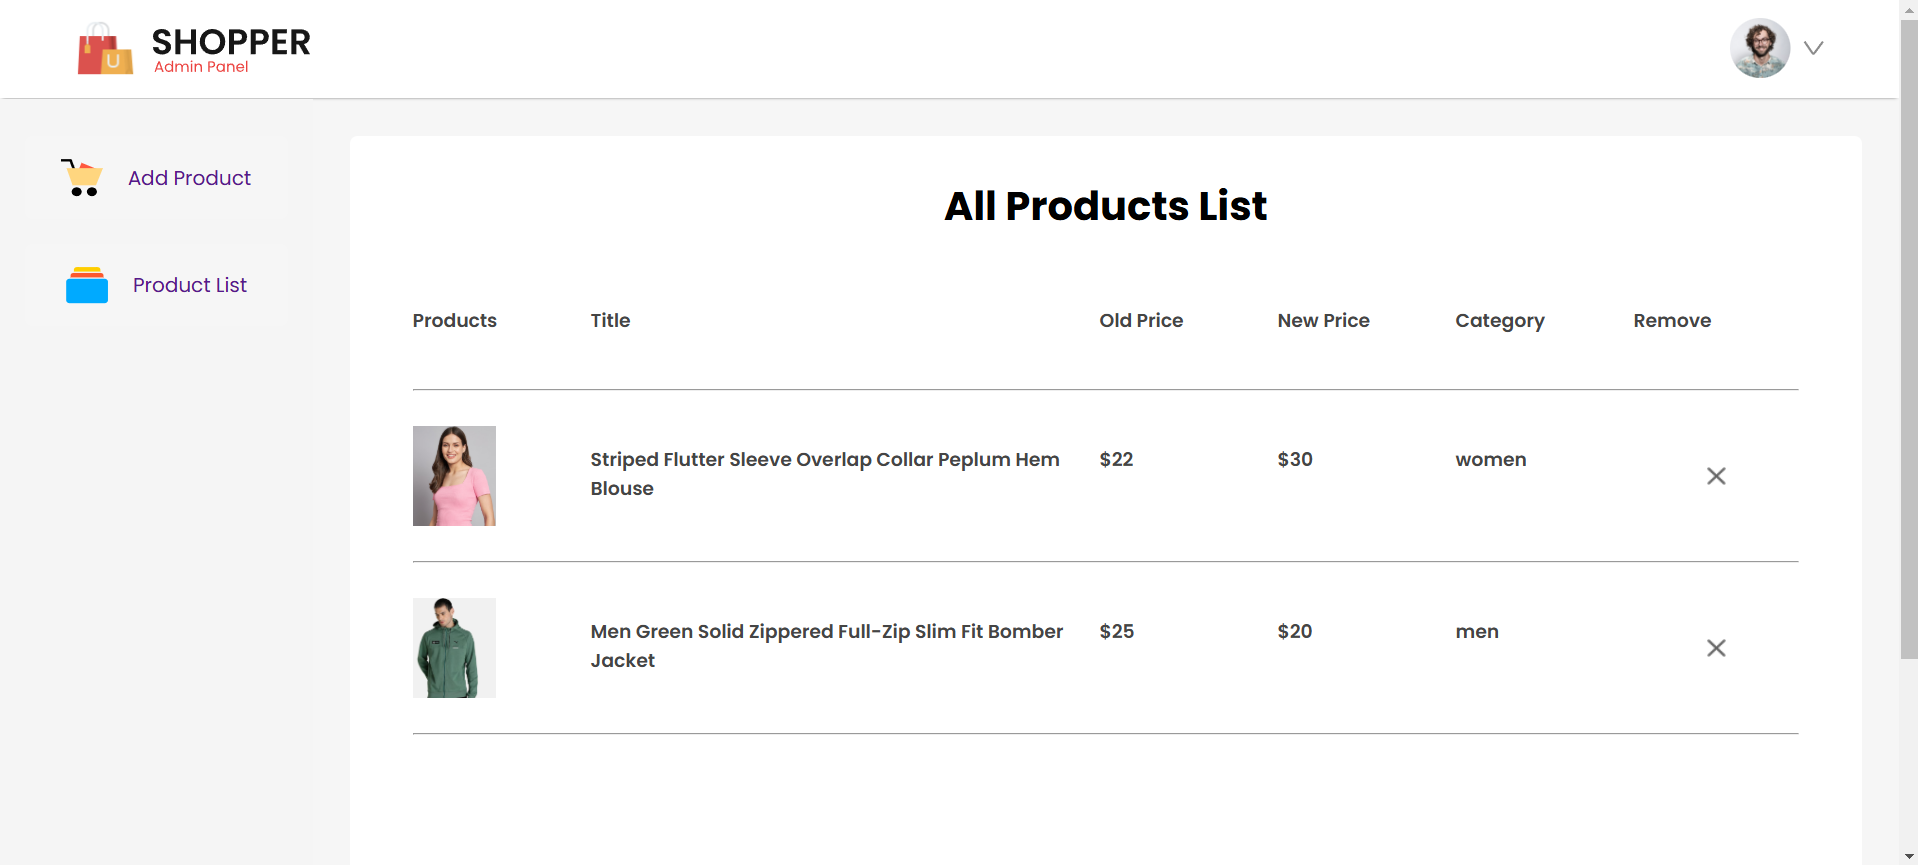 SHOPPER
Admin Panel
U
Add Product
Product List
All Products List
Products Title Old Price New Price Category Remove
Striped Flutter Sleeve Overlap Collar Peplum Hem $22 $30 women
Blouse
Men Green Solid Zippered Full-Zip Slim Fit Bomber $25 $20 men
Jacket